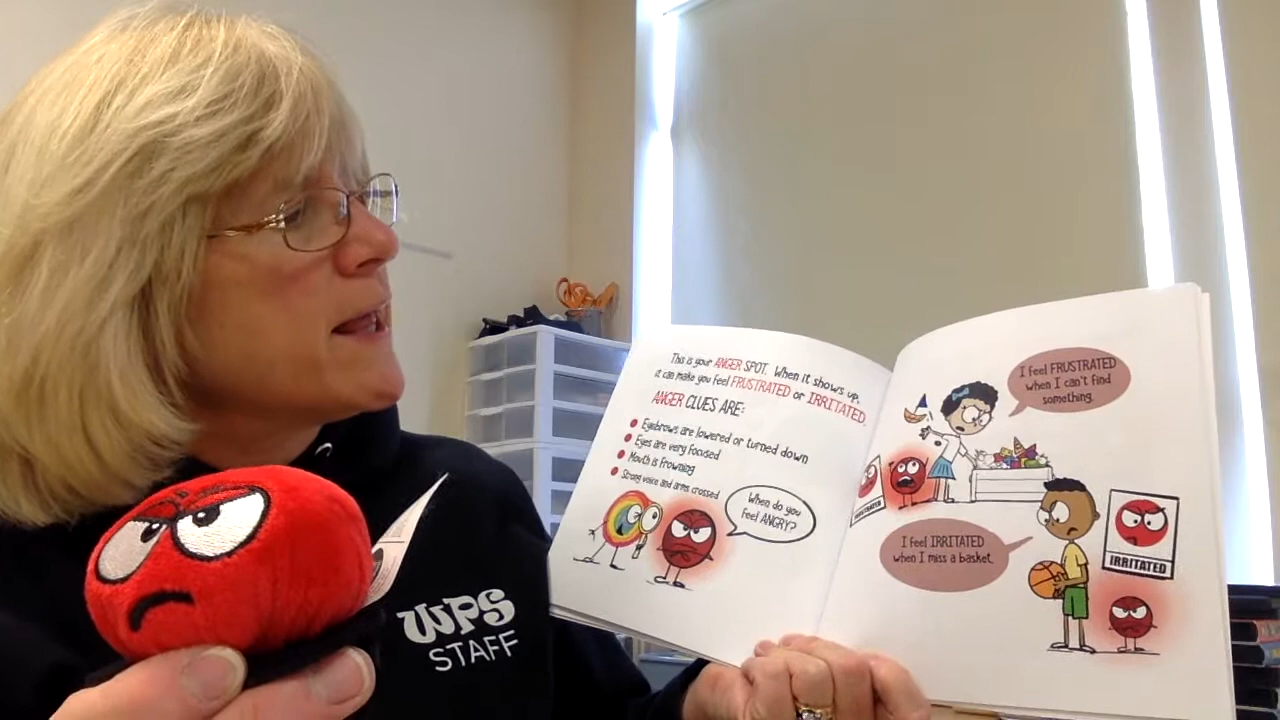 This is your ANGER SPOT. When it shows up,
it can make you feel FRUSTRATED or IRRITATED.
ANGER CLUES ARE:
Eyebrows are lowered or turned down
Eyes are very focused
Mouth is frowning
Strong voice and arms crossed
When do you
feel ANGRY?
I feel FRUSTRATED
when I can't find
something.
FRUSTRATED
I feel IRRITATED
when I miss a basket.
IRRITATED
WPS
STAFF